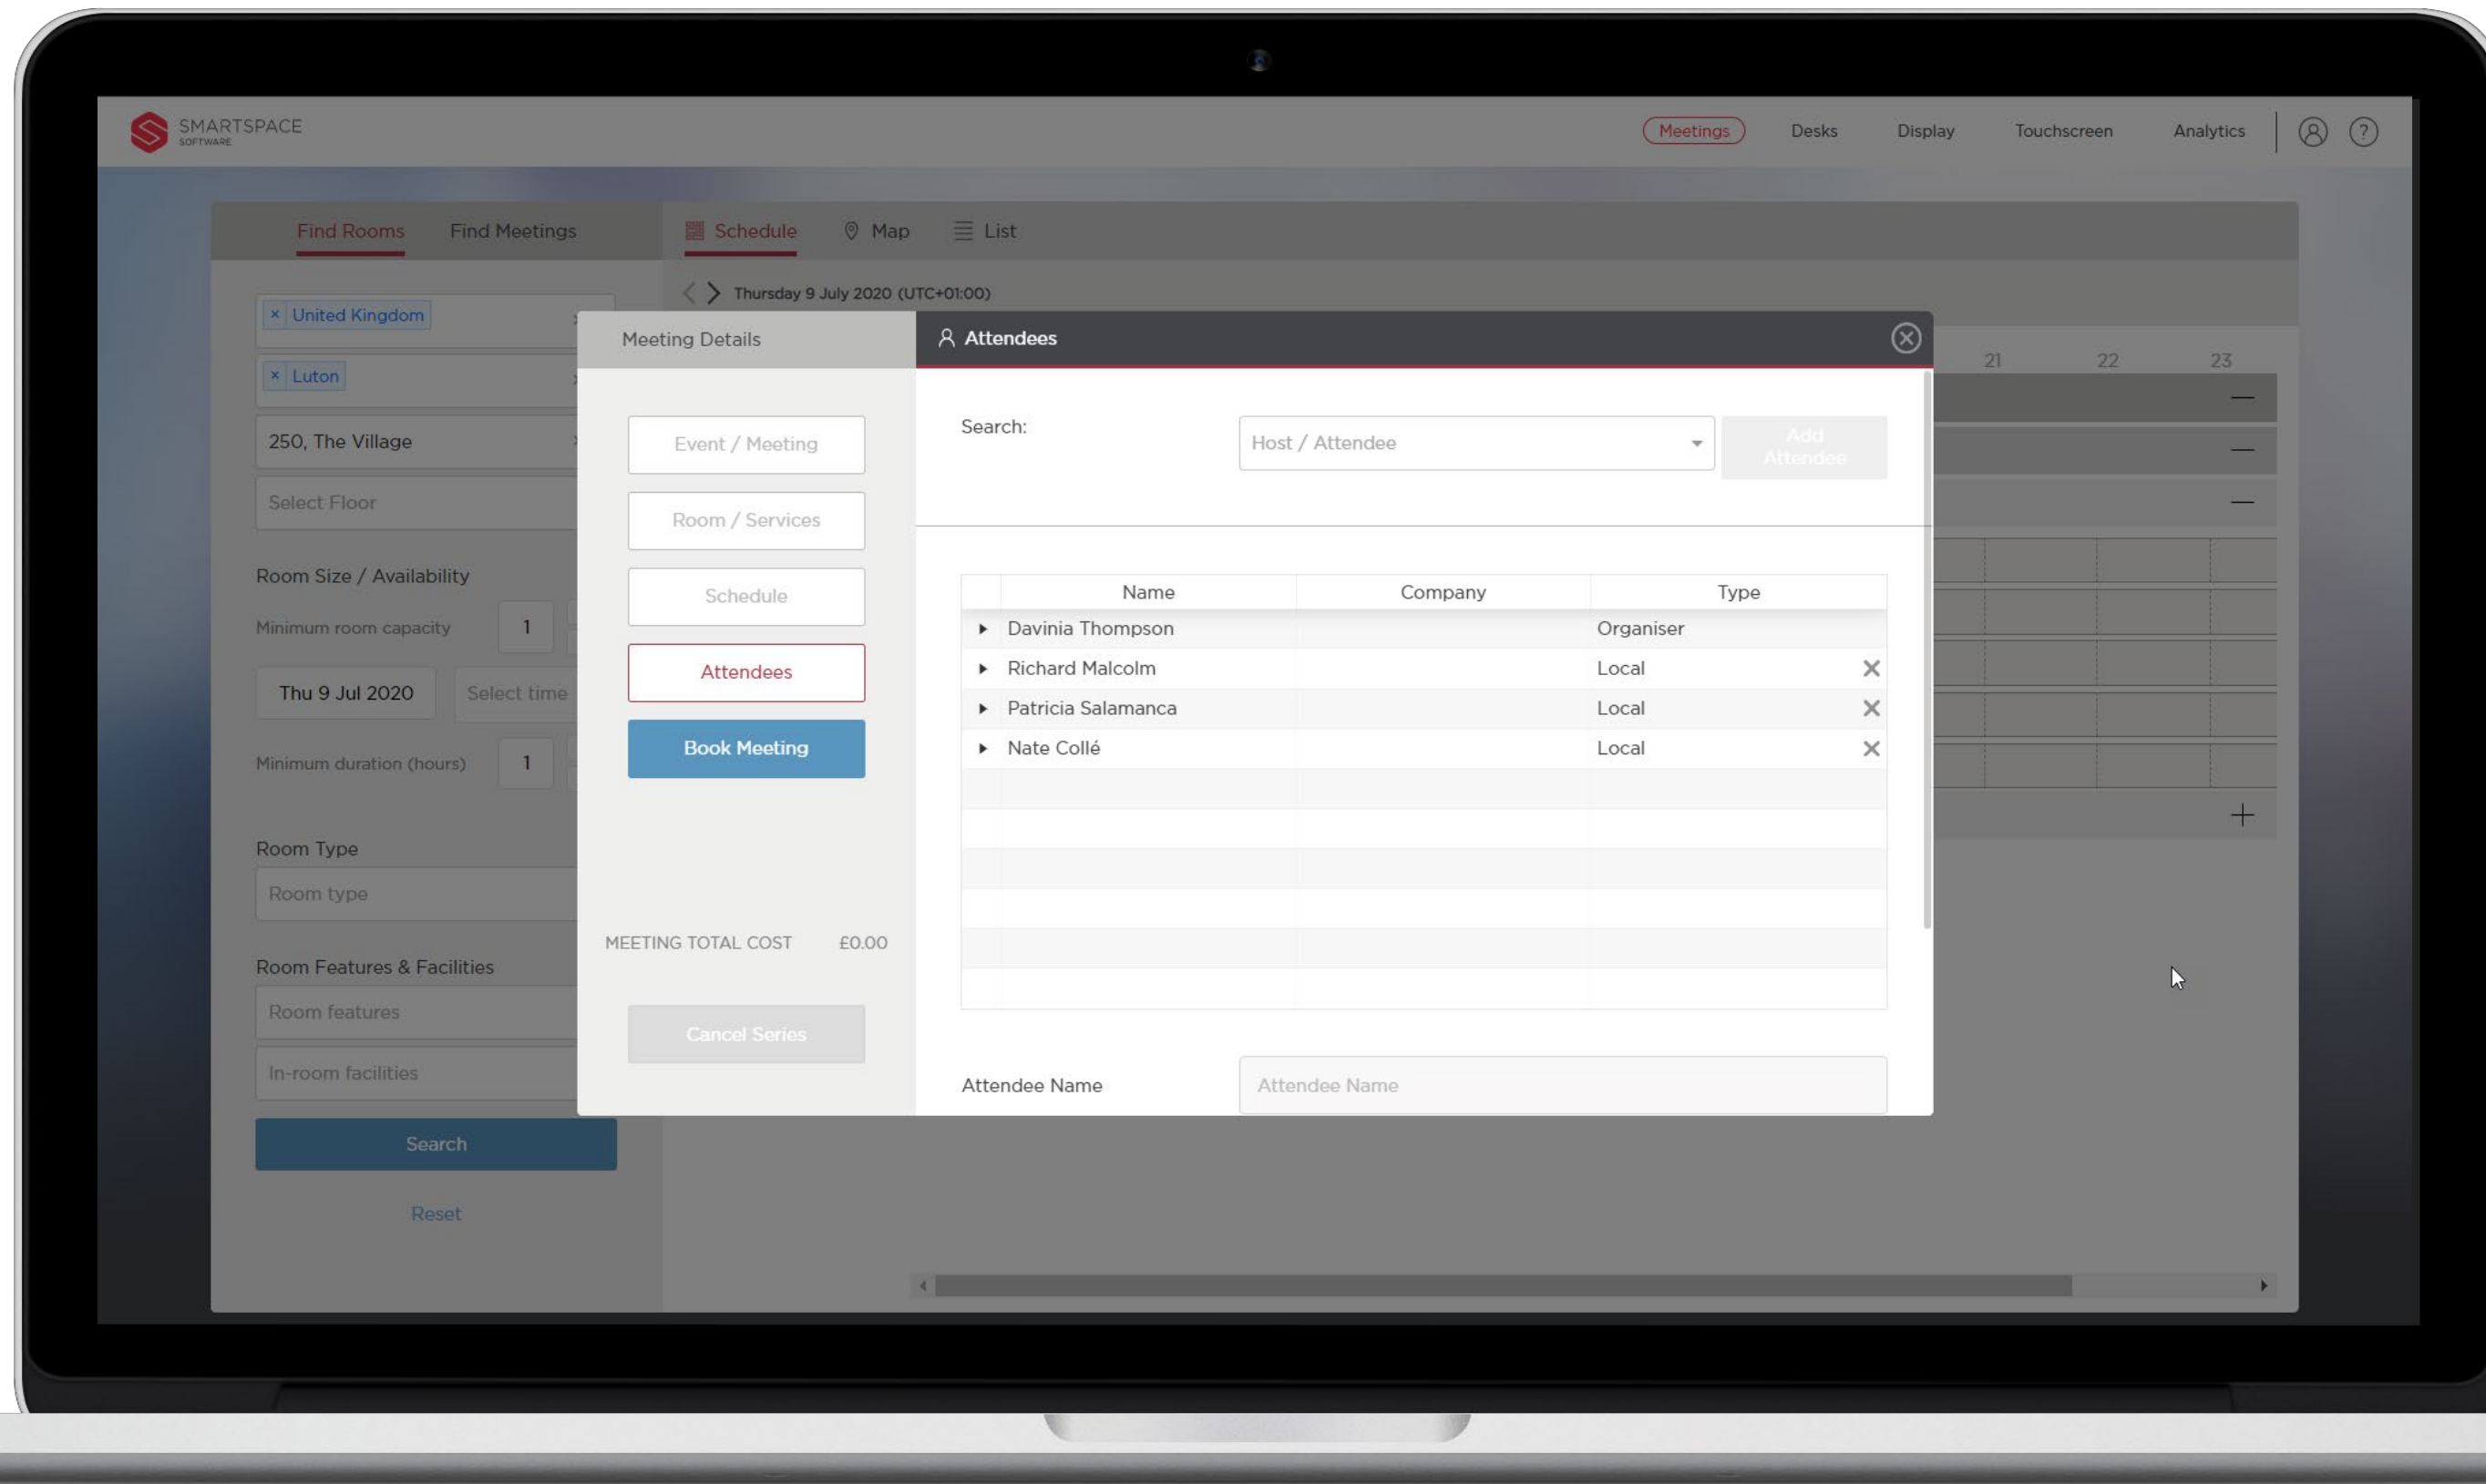 SMARTSPACE
SOFTWARE
Meetings Desks Display Touchscreen Analytics ?
Find Rooms Find Meetings
Schedule Map List
× United Kingdom
Thursday 9 July 2020 (UTC+01:00)
× Luton
250, The Village
Select Floor
Room Size / Availability
Minimum room capacity 1
Thu 9 Jul 2020 Select time
Minimum duration (hours) 1
Room Type
Room type
Room Features & Facilities
Room features
In-room facilities
Search
Reset
21 22 23
Meeting Details
Event / Meeting
Room / Services
Schedule
Attendees
Book Meeting
MEETING TOTAL COST £0.00
Cancel Series
Attendees
Search:
Host / Attendee
Add
Attendee
Name Company Type
Davinia Thompson Organiser
Richard Malcolm Local
Patricia Salamanca Local
Nate Collé Local
Attendee Name Attendee Name